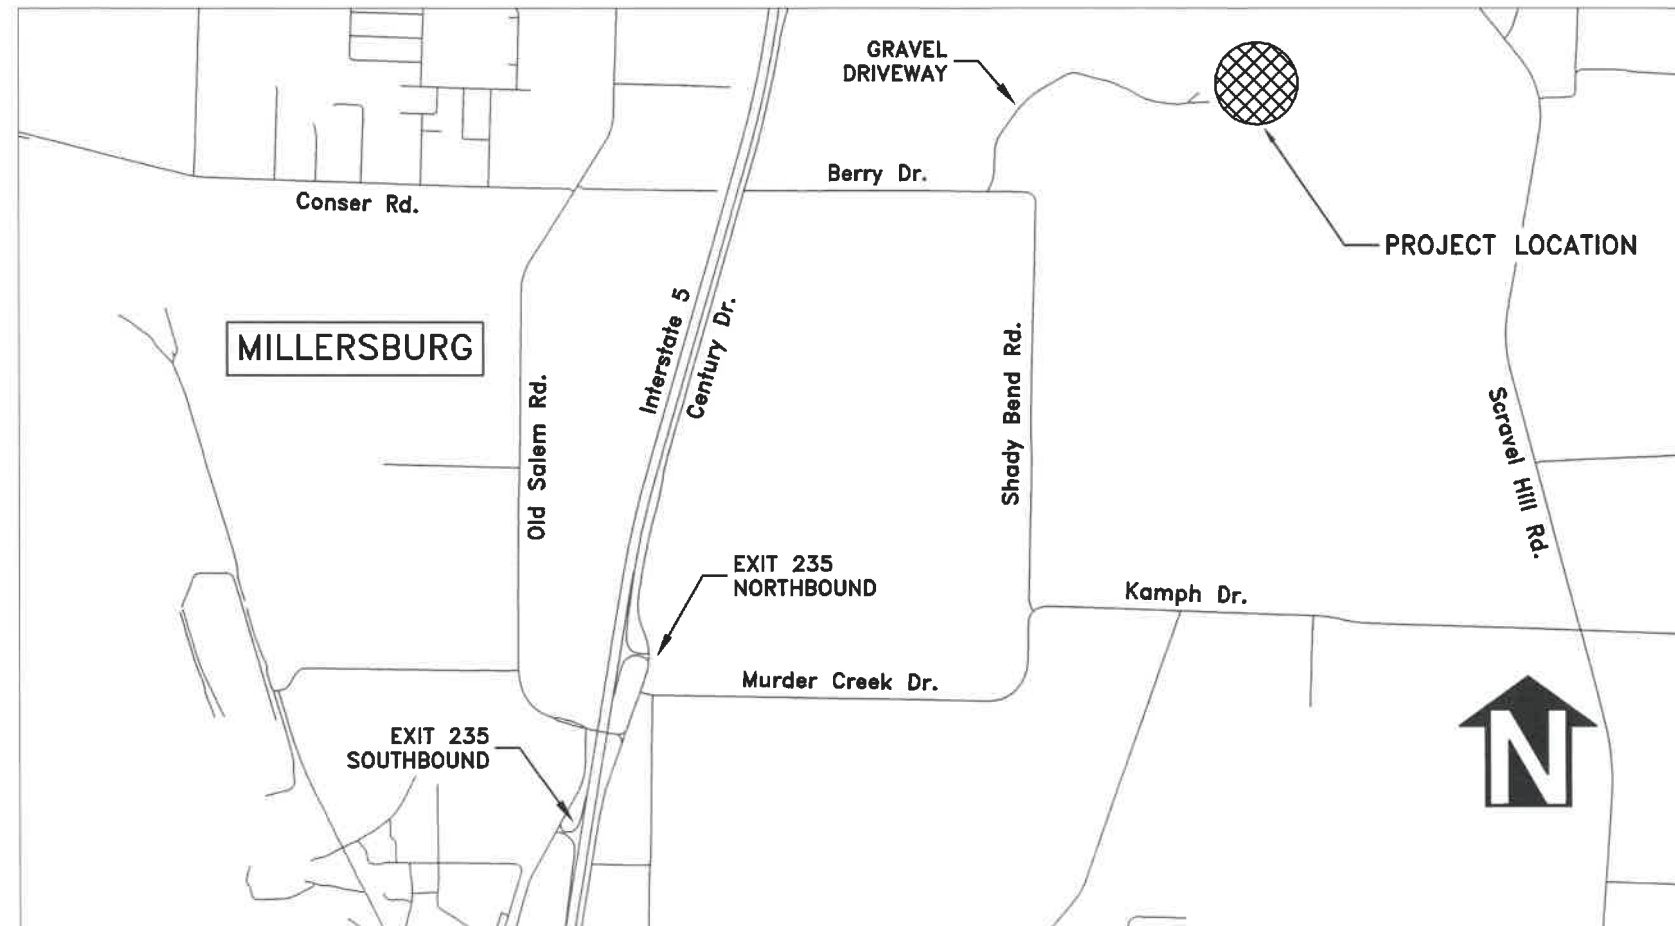 GRAVEL
DRIVEWAY
Berry Dr.
Conser Rd.
PROJECT LOCATION
MILLERSBURG
Interstate 5
Century Dr.
Old Salem Rd.
Shady Bend Rd.
Scravel Hill Rd.
EXIT 235
NORTHBOUND
Kamph Dr.
Murder Creek Dr.
EXIT 235
SOUTHBOUND
N